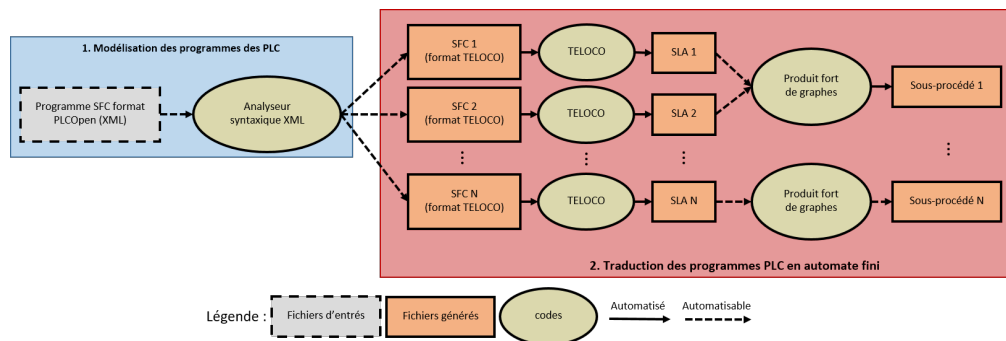 1. Modélisation des programmes des PLC
Programme SFC format
PLCOpen (XML)
Analyseur
syntaxique XML
SFC 1
(format TELOCO)
TELOCO
SLA 1
SFC 2
(format TELOCO)
TELOCO
SLA 2
Produit fort
de graphes
Sous-procédé 1
SFC N
(format TELOCO)
TELOCO
SLA N
Produit fort
de graphes
Sous-procédé N
2. Traduction des programmes PLC en automate fini
Légende :
Fichiers d'entrés
Fichiers générés
codes
Automatisé
Automatisable